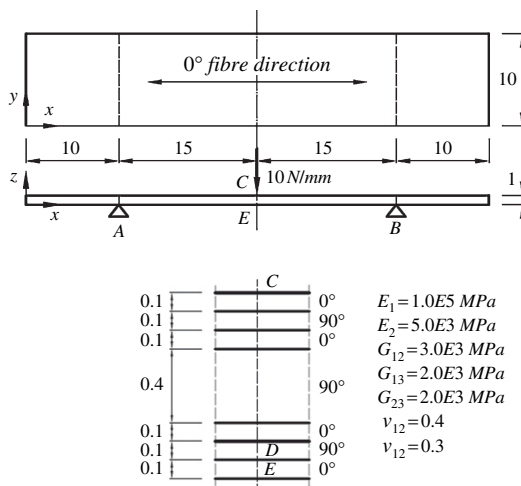 0° fibre direction
y
x
10
10
15
15
10
z
C
10 N/mm
1
x
A
E
B
C
0.1
0°
0.1
90°
0.1
0°
0.4
90°
0.1
0°
0.1
D
90°
0.1
E
0°
E₁=1.0E5 MPa
E₂=5.0E3 MPa
G₁₂=3.0E3 MPa
G₁₃=2.0E3 MPa
G₂₃=2.0E3 MPa
v₁₂=0.4
v₁₂=0.3